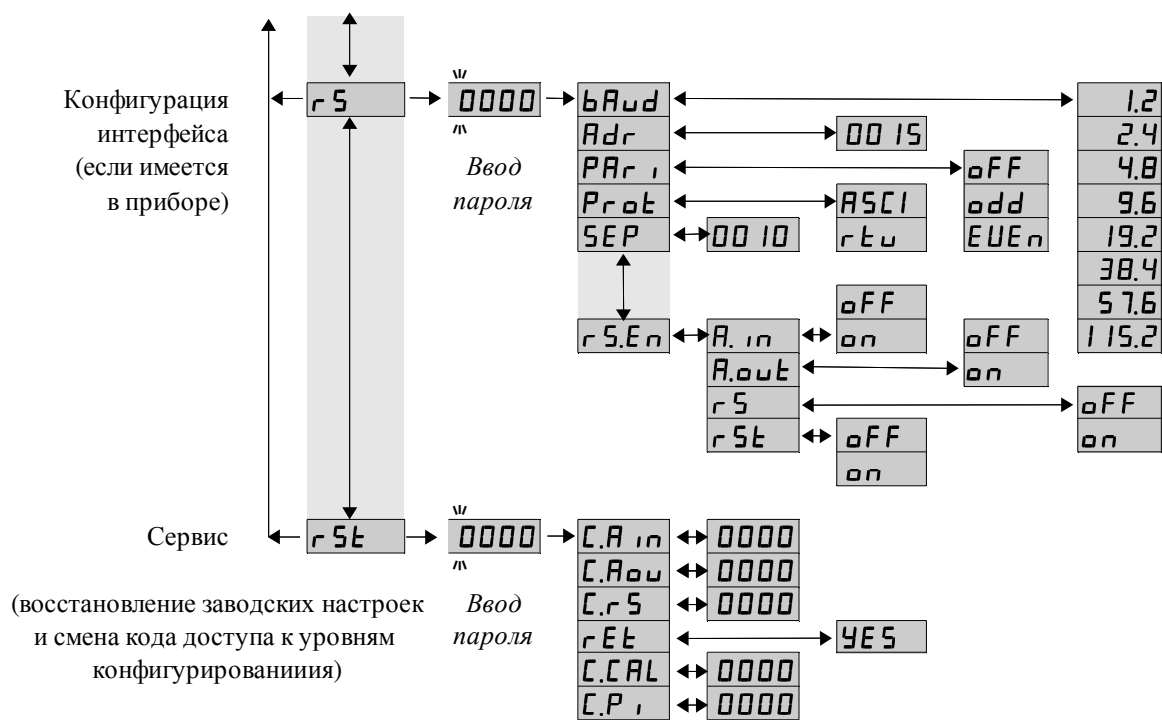 Конфигурация
интерфейса
(если имеется
в приборе)
rS
0000
Ввод
пароля
bAud
Adr
0015
PAri
Prot
ASCI
rtu
SEP
0010
oFF
odd
EUEn
1.2
2.4
4.8
9.6
19.2
38.4
57.6
115.2
rS.En
A.in
oFF
on
A.out
oFF
on
rS
oFF
on
rSt
oFF
on
Сервис
(восстановление заводских настроек
и смена кода доступа к уровням
конфигурированииия)
rSt
0000
Ввод
пароля
C.Ain
0000
C.Aou
0000
C.rS
0000
rEt
YES
C.CAL
0000
C.Pi
0000